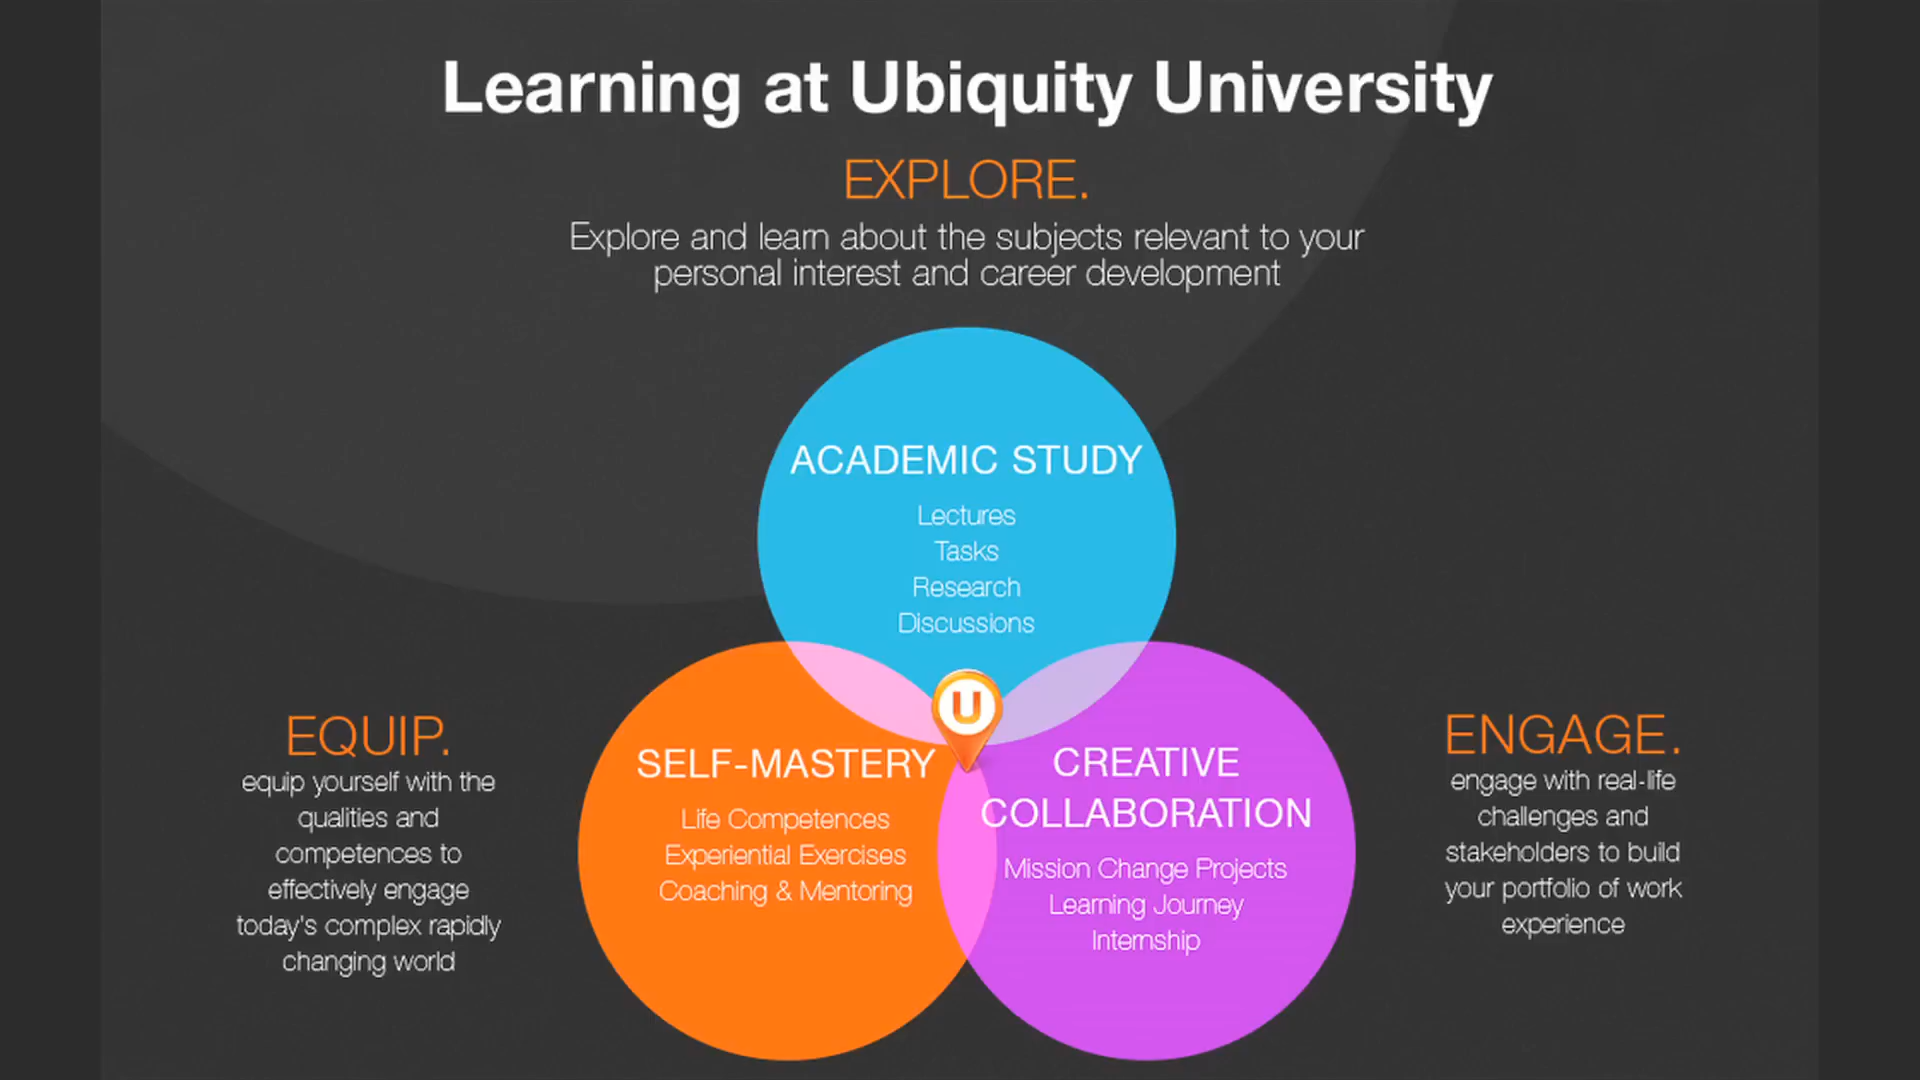 Learning at Ubiquity University
EXPLORE.
Explore and learn about the subjects relevant to your
personal interest and career development
ACADEMIC STUDY
Lectures
Tasks
Research
Discussions
U
EQUIP.
equip yourself with the
qualities and
competences to
effectively engage
today's complex rapidly
changing world
SELF-MASTERY
Life Competences
Experiential Exercises
Coaching & Mentoring
CREATIVE
COLLABORATION
Mission Change Projects
Learning Journey
Internship
ENGAGE.
engage with real-life
challenges and
stakeholders to build
your portfolio of work
experience